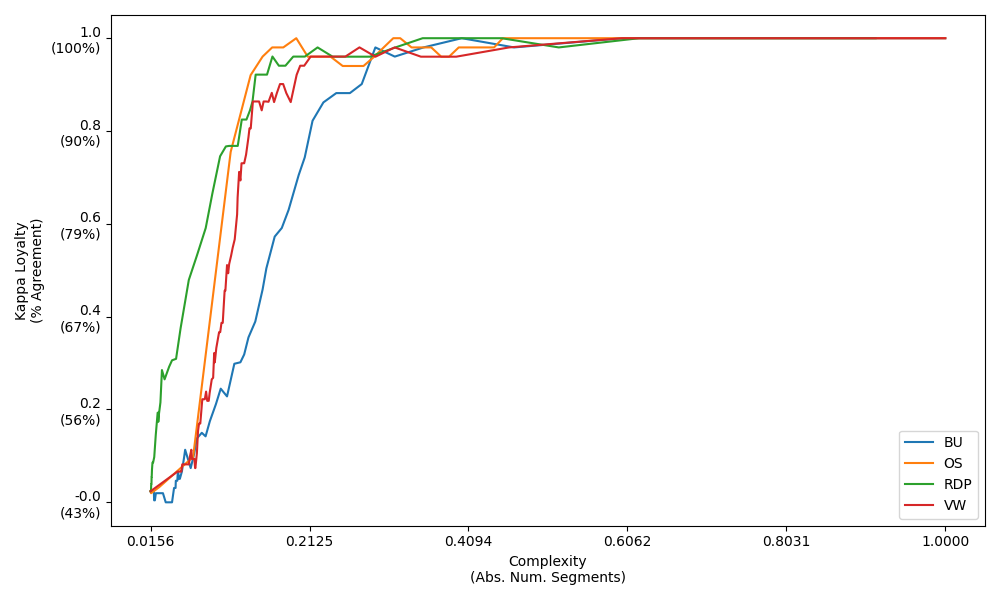 1.0
(100%)
0.8
(90%)
0.6
(79%)
0.4
(67%)
0.2
(56%)
-0.0
(43%)
Kappa Loyalty
(% Agreement)
0.0156
0.2125
0.4094
0.6062
0.8031
1.0000
Complexity
(Abs. Num. Segments)
BU
OS
RDP
VW